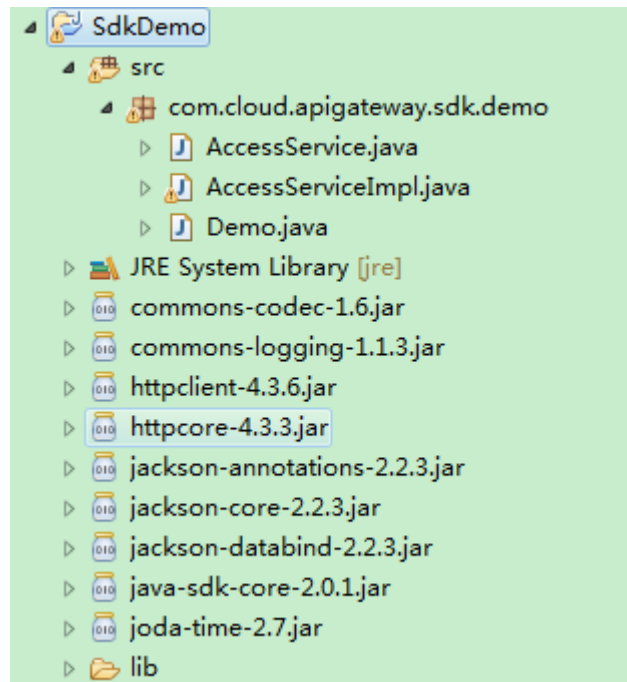 SdkDemo
src
com.cloud.apigateway.sdk.demo
AccessService.java
AccessServiceImpl.java
Demo.java
JRE System Library [jre]
commons-codec-1.6.jar
commons-logging-1.1.3.jar
httpclient-4.3.6.jar
httpcore-4.3.3.jar
jackson-annotations-2.2.3.jar
jackson-core-2.2.3.jar
jackson-databind-2.2.3.jar
java-sdk-core-2.0.1.jar
joda-time-2.7.jar
lib